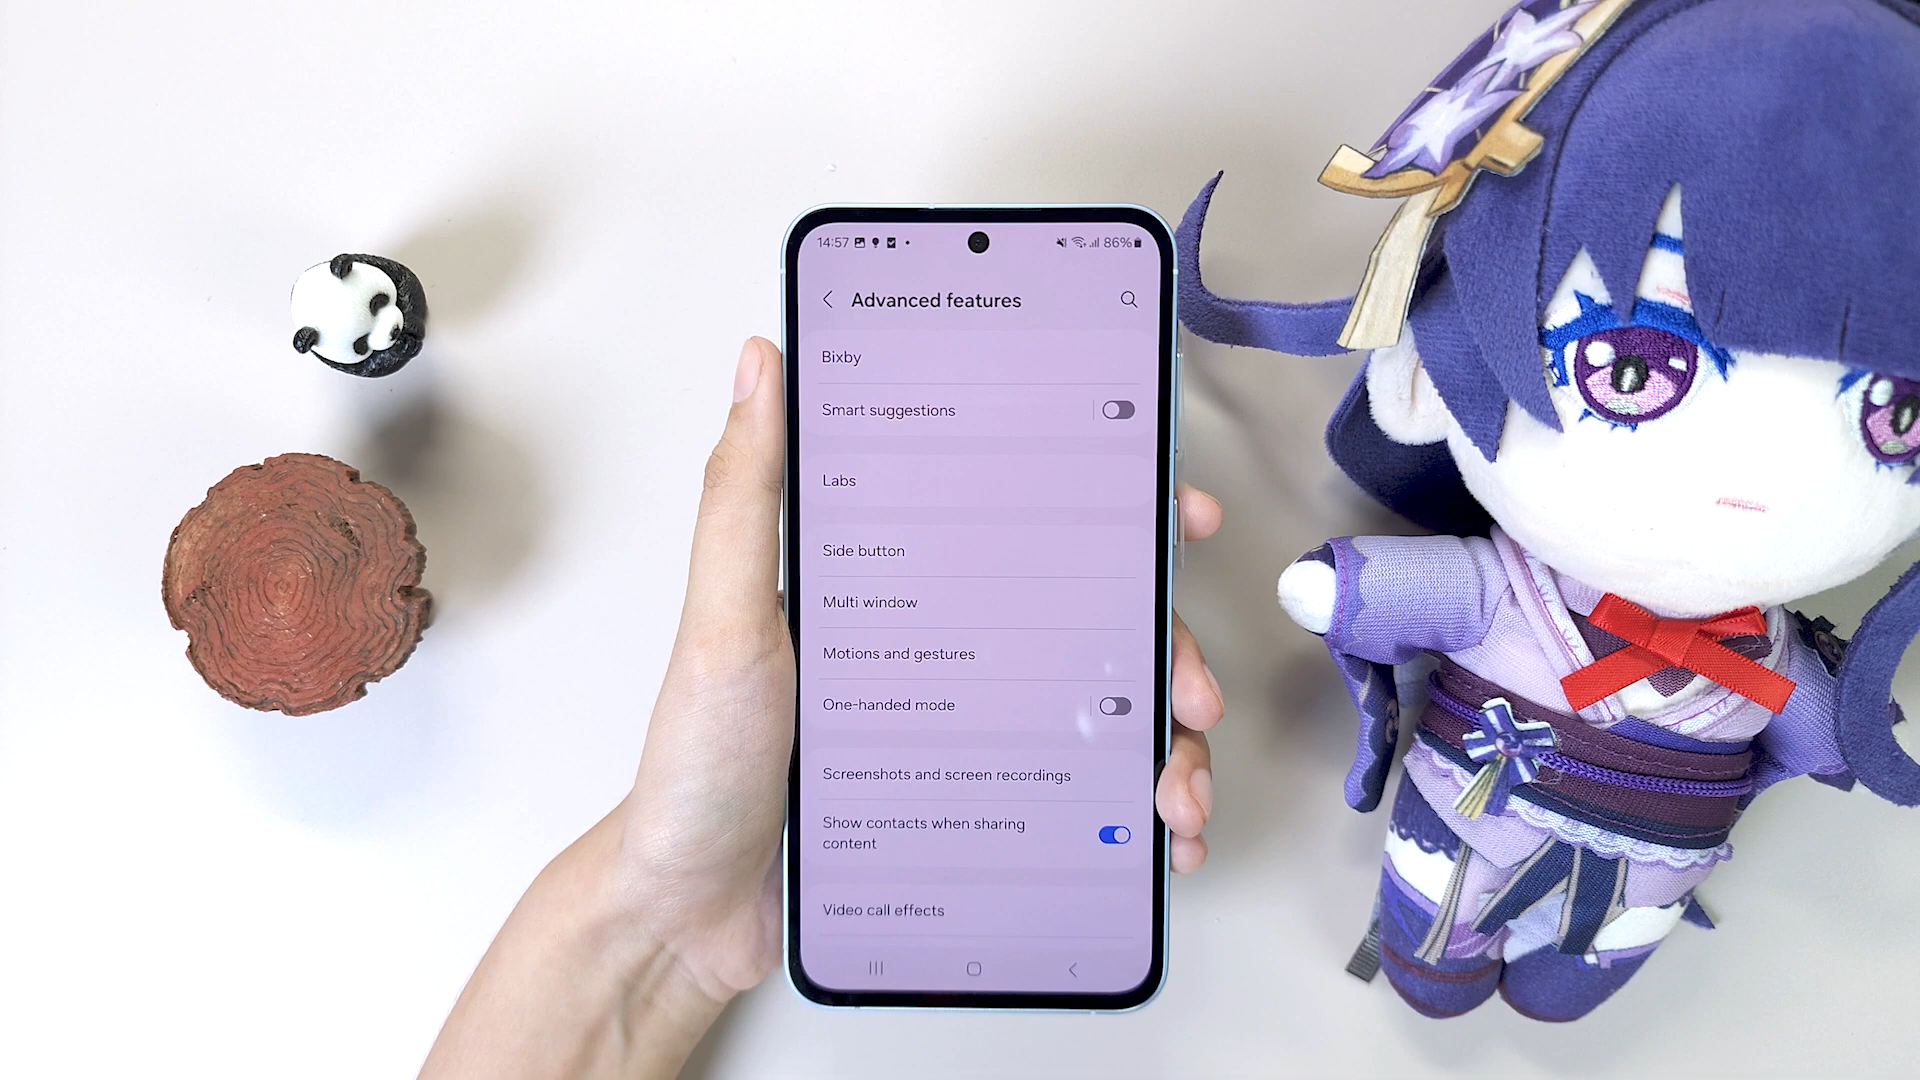 14:57 86%
Advanced features
Bixby
Smart suggestions
Labs
Side button
Multi window
Motions and gestures
One-handed mode
Screenshots and screen recordings
Show contacts when sharing
content
Video call effects